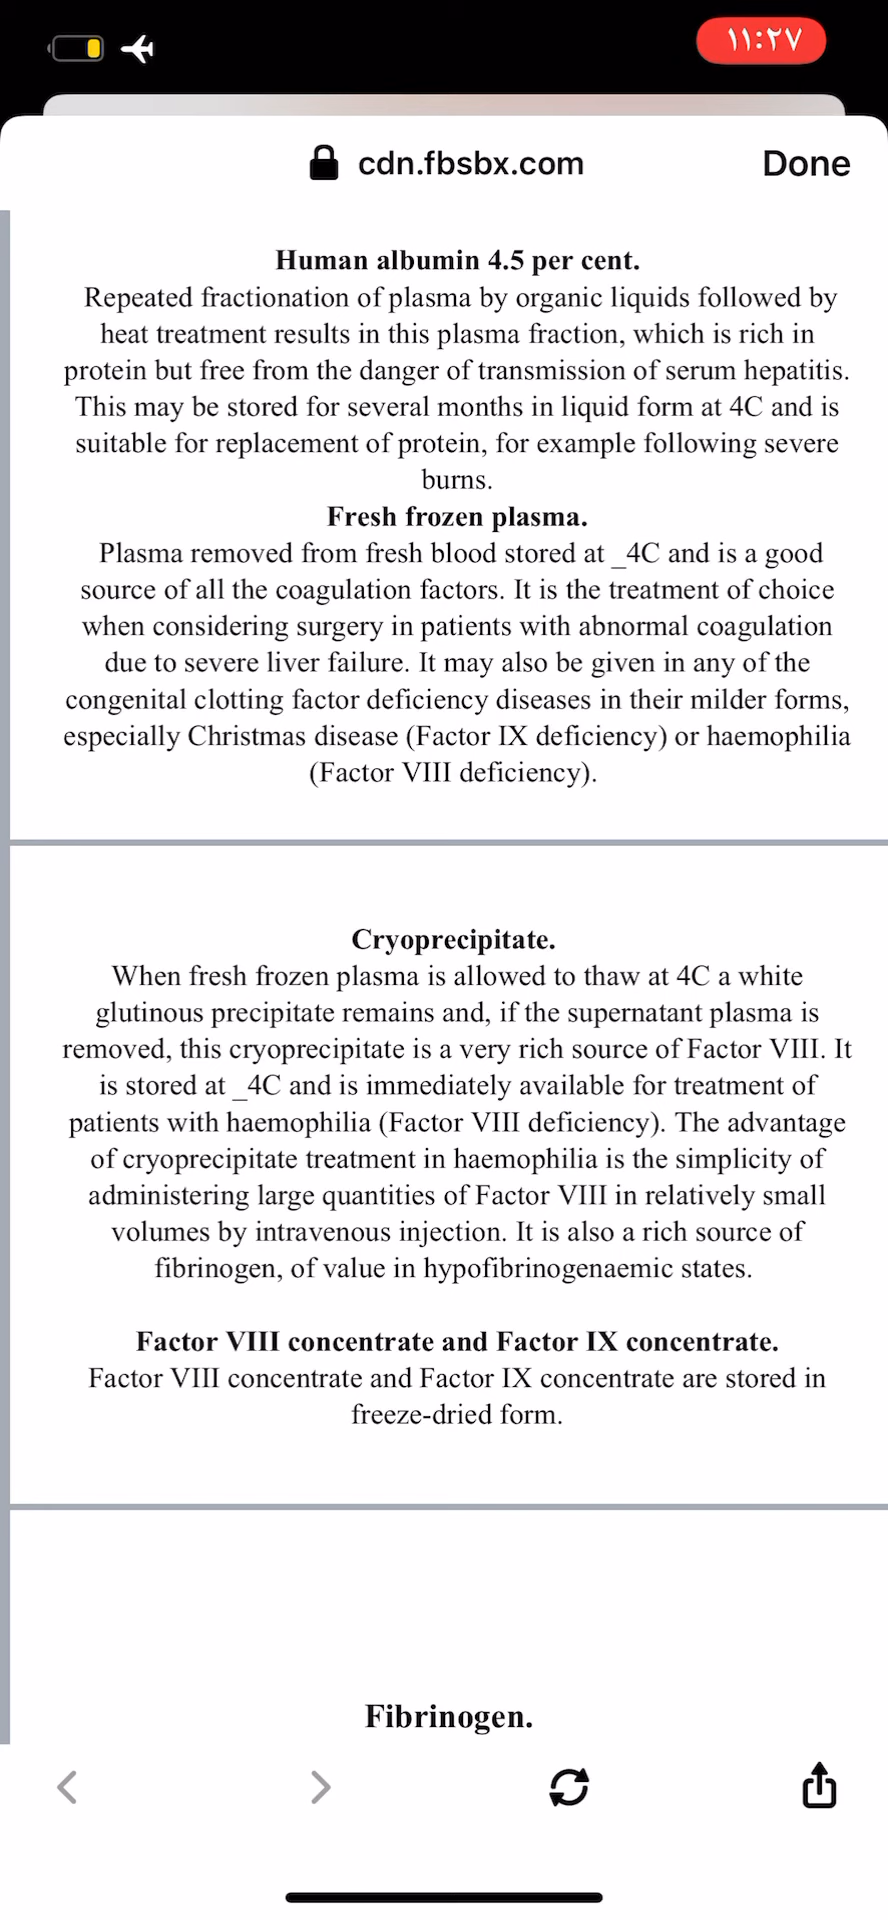 ١١:٢٧
cdn.fbsbx.com
Done
Human albumin 4.5 per cent.
Repeated fractionation of plasma by organic liquids followed by
heat treatment results in this plasma fraction, which is rich in
protein but free from the danger of transmission of serum hepatitis.
This may be stored for several months in liquid form at 4C and is
suitable for replacement of protein, for example following severe
burns.
Fresh frozen plasma.
Plasma removed from fresh blood stored at _4C and is a good
source of all the coagulation factors. It is the treatment of choice
when considering surgery in patients with abnormal coagulation
due to severe liver failure. It may also be given in any of the
congenital clotting factor deficiency diseases in their milder forms,
especially Christmas disease (Factor IX deficiency) or haemophilia
(Factor VIII deficiency).
Cryoprecipitate.
When fresh frozen plasma is allowed to thaw at 4C a white
glutinous precipitate remains and, if the supernatant plasma is
removed, this cryoprecipitate is a very rich source of Factor VIII. It
is stored at _4C and is immediately available for treatment of
patients with haemophilia (Factor VIII deficiency). The advantage
of cryoprecipitate treatment in haemophilia is the simplicity of
administering large quantities of Factor VIII in relatively small
volumes by intravenous injection. It is also a rich source of
fibrinogen, of value in hypofibrinogenaemic states.
Factor VIII concentrate and Factor IX concentrate.
Factor VIII concentrate and Factor IX concentrate are stored in
freeze-dried form.
Fibrinogen.